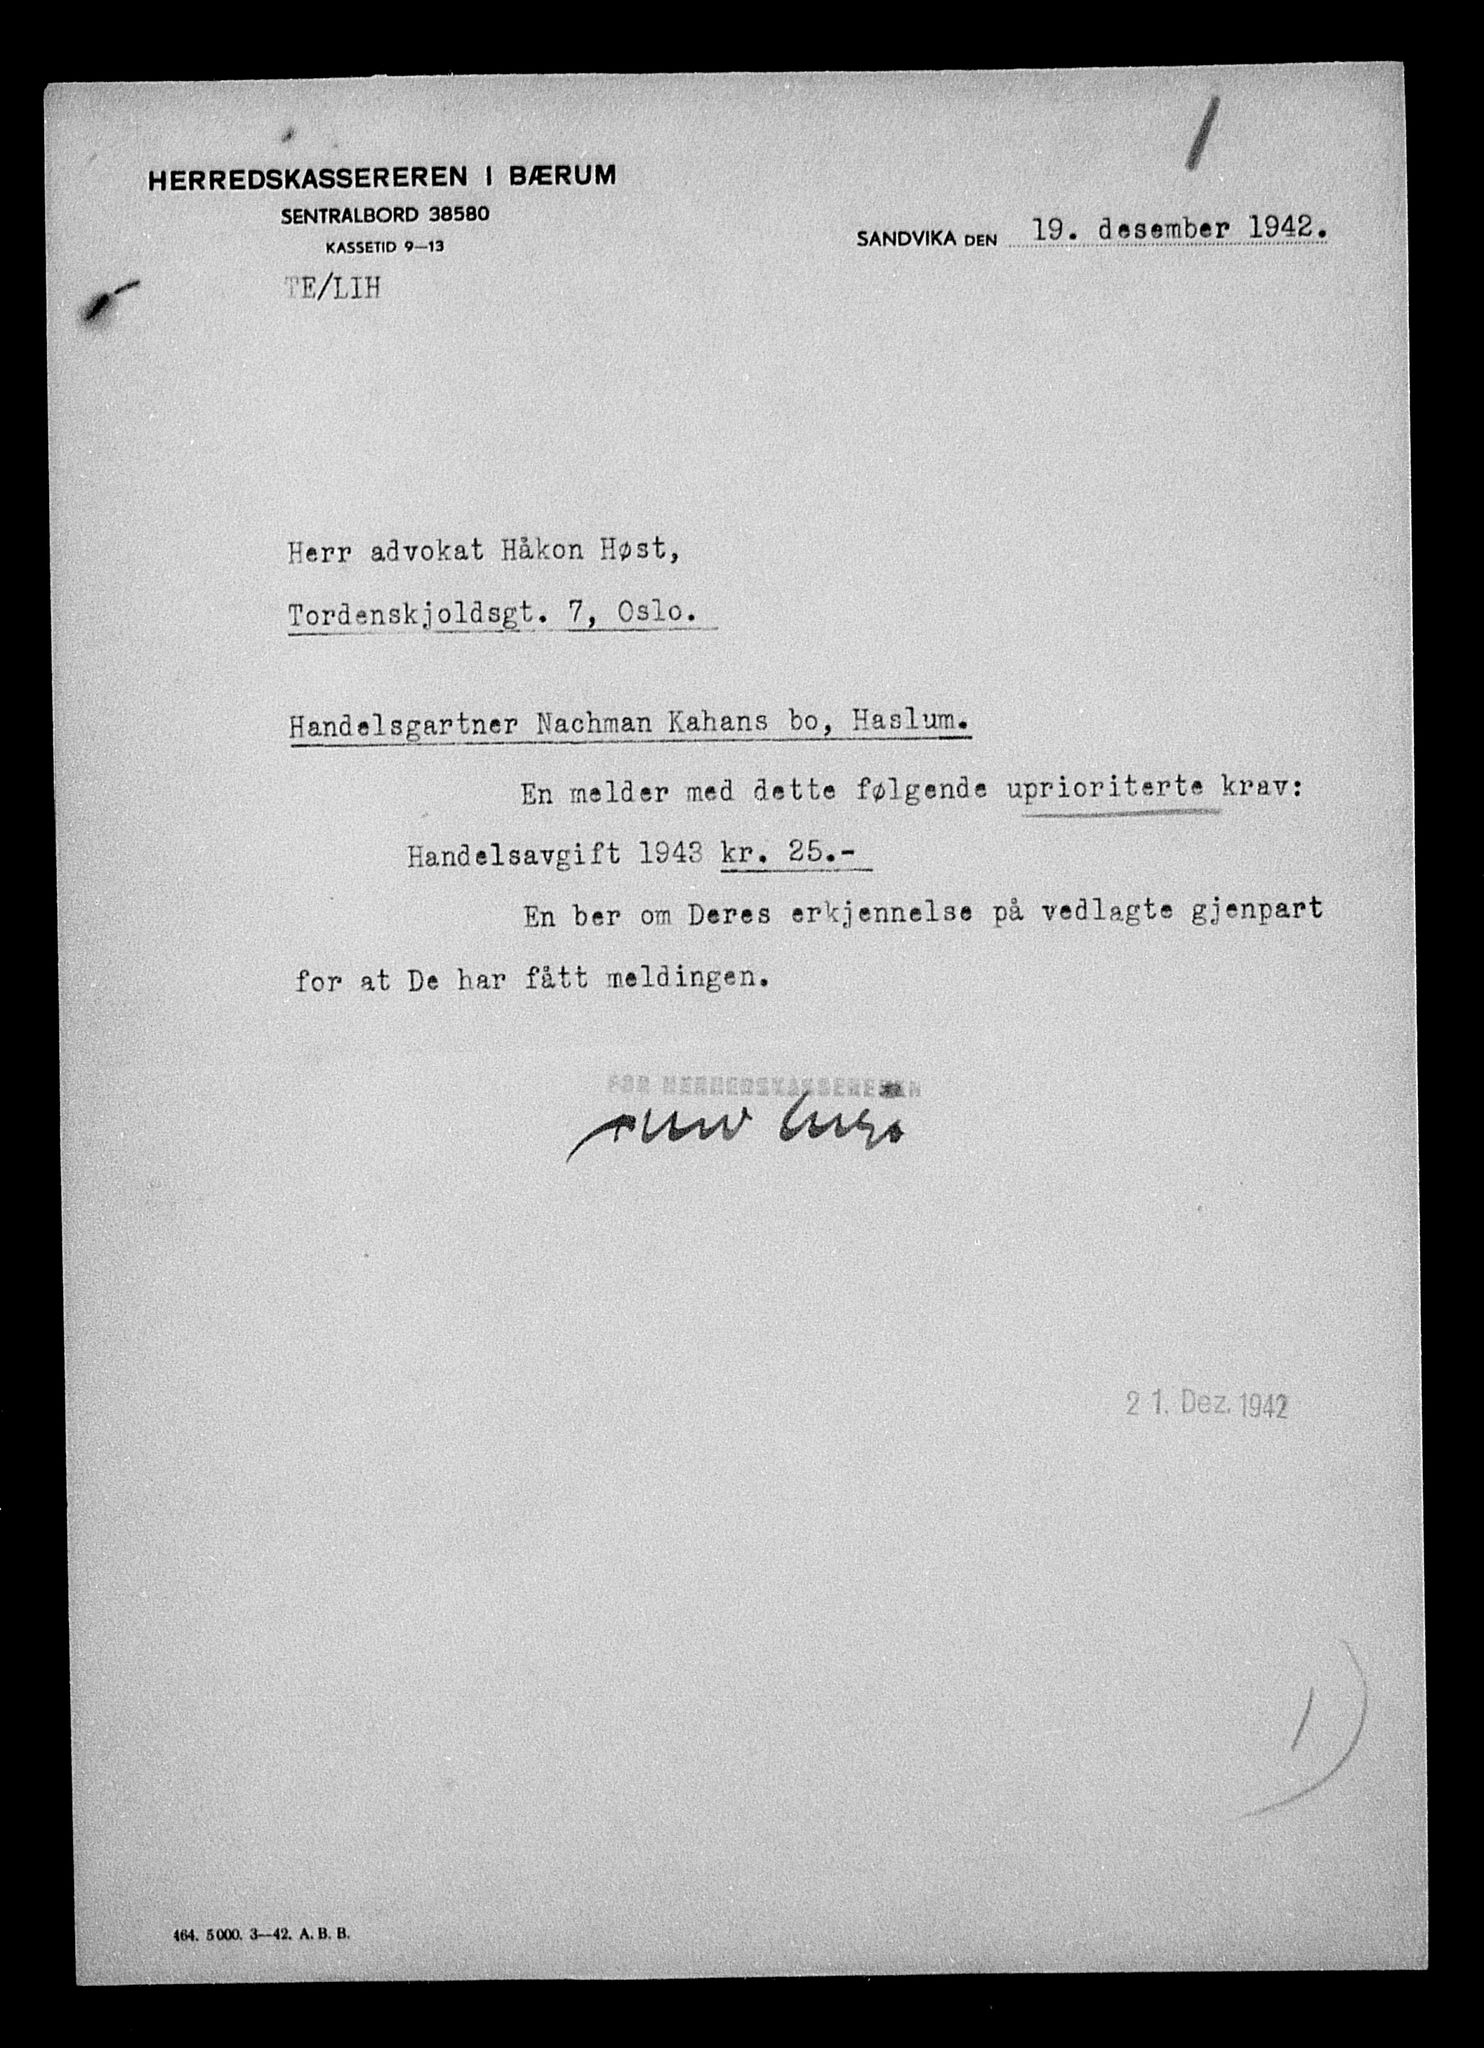 1
HERREDSKASSEREREN I BÆRUM
SENTRALBORD 38580
KASSETID 9—13
SANDVIKA DEN 19. desember 1942.
TE/LIH
Herr advokat Håkon Høst,
Tordenskjoldsgt. 7, Oslo.
Handelsgartner Nachman Kahans bo, Haslum.
En melder med dette følgende uprioriterte krav:
Handelsavgift 1943 kr. 25.-
En ber om Deres erkjennelse på vedlagte gjenpart
for at De har fått meldingen.
FOR HERREDSKASSEREREN
21. Dez. 1942
1)
464. 5000. 3—42. A. B. B.